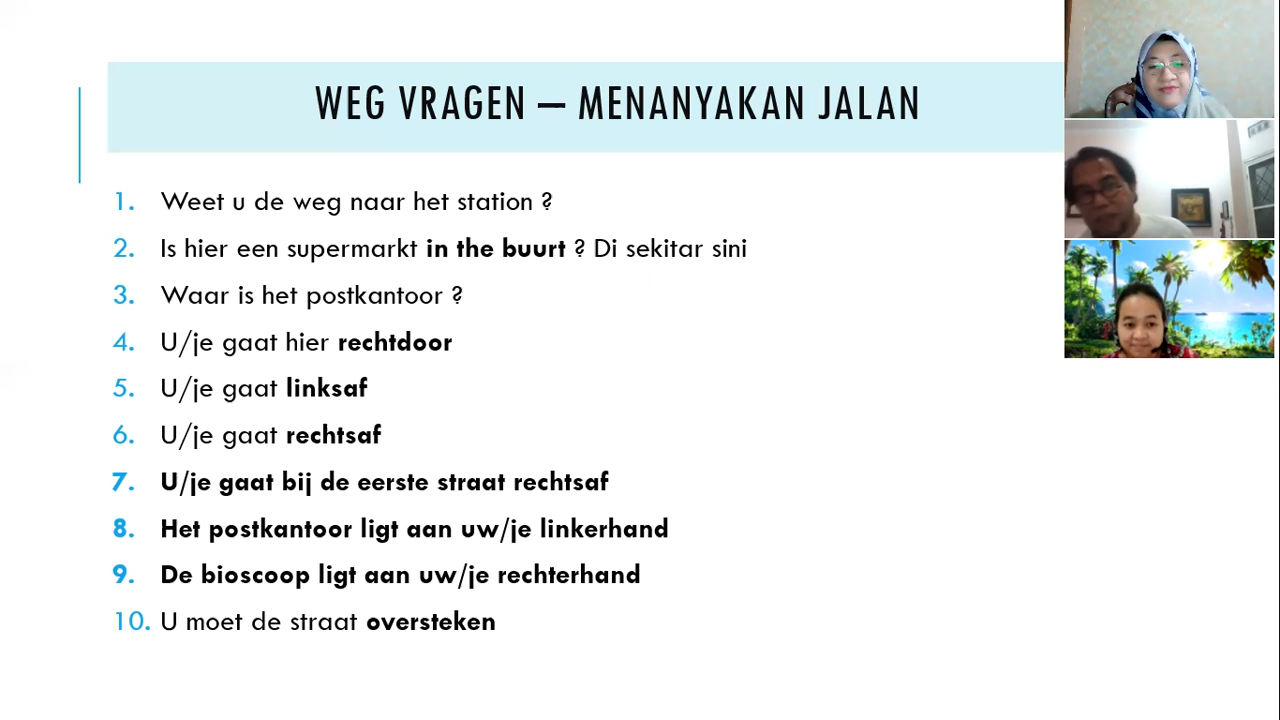 WEG VRAGEN – MENANYAKAN JALAN
1. Weet u de weg naar het station ?
2. Is hier een supermarkt in the buurt ? Di sekitar sini
3. Waar is het postkantoor ?
4. U/je gaat hier rechtdoor
5. U/je gaat linksaf
6. U/je gaat rechtsaf
7. U/je gaat bij de eerste straat rechtsaf
8. Het postkantoor ligt aan uw/je linkerhand
9. De bioscoop ligt aan uw/je rechterhand
10. U moet de straat oversteken